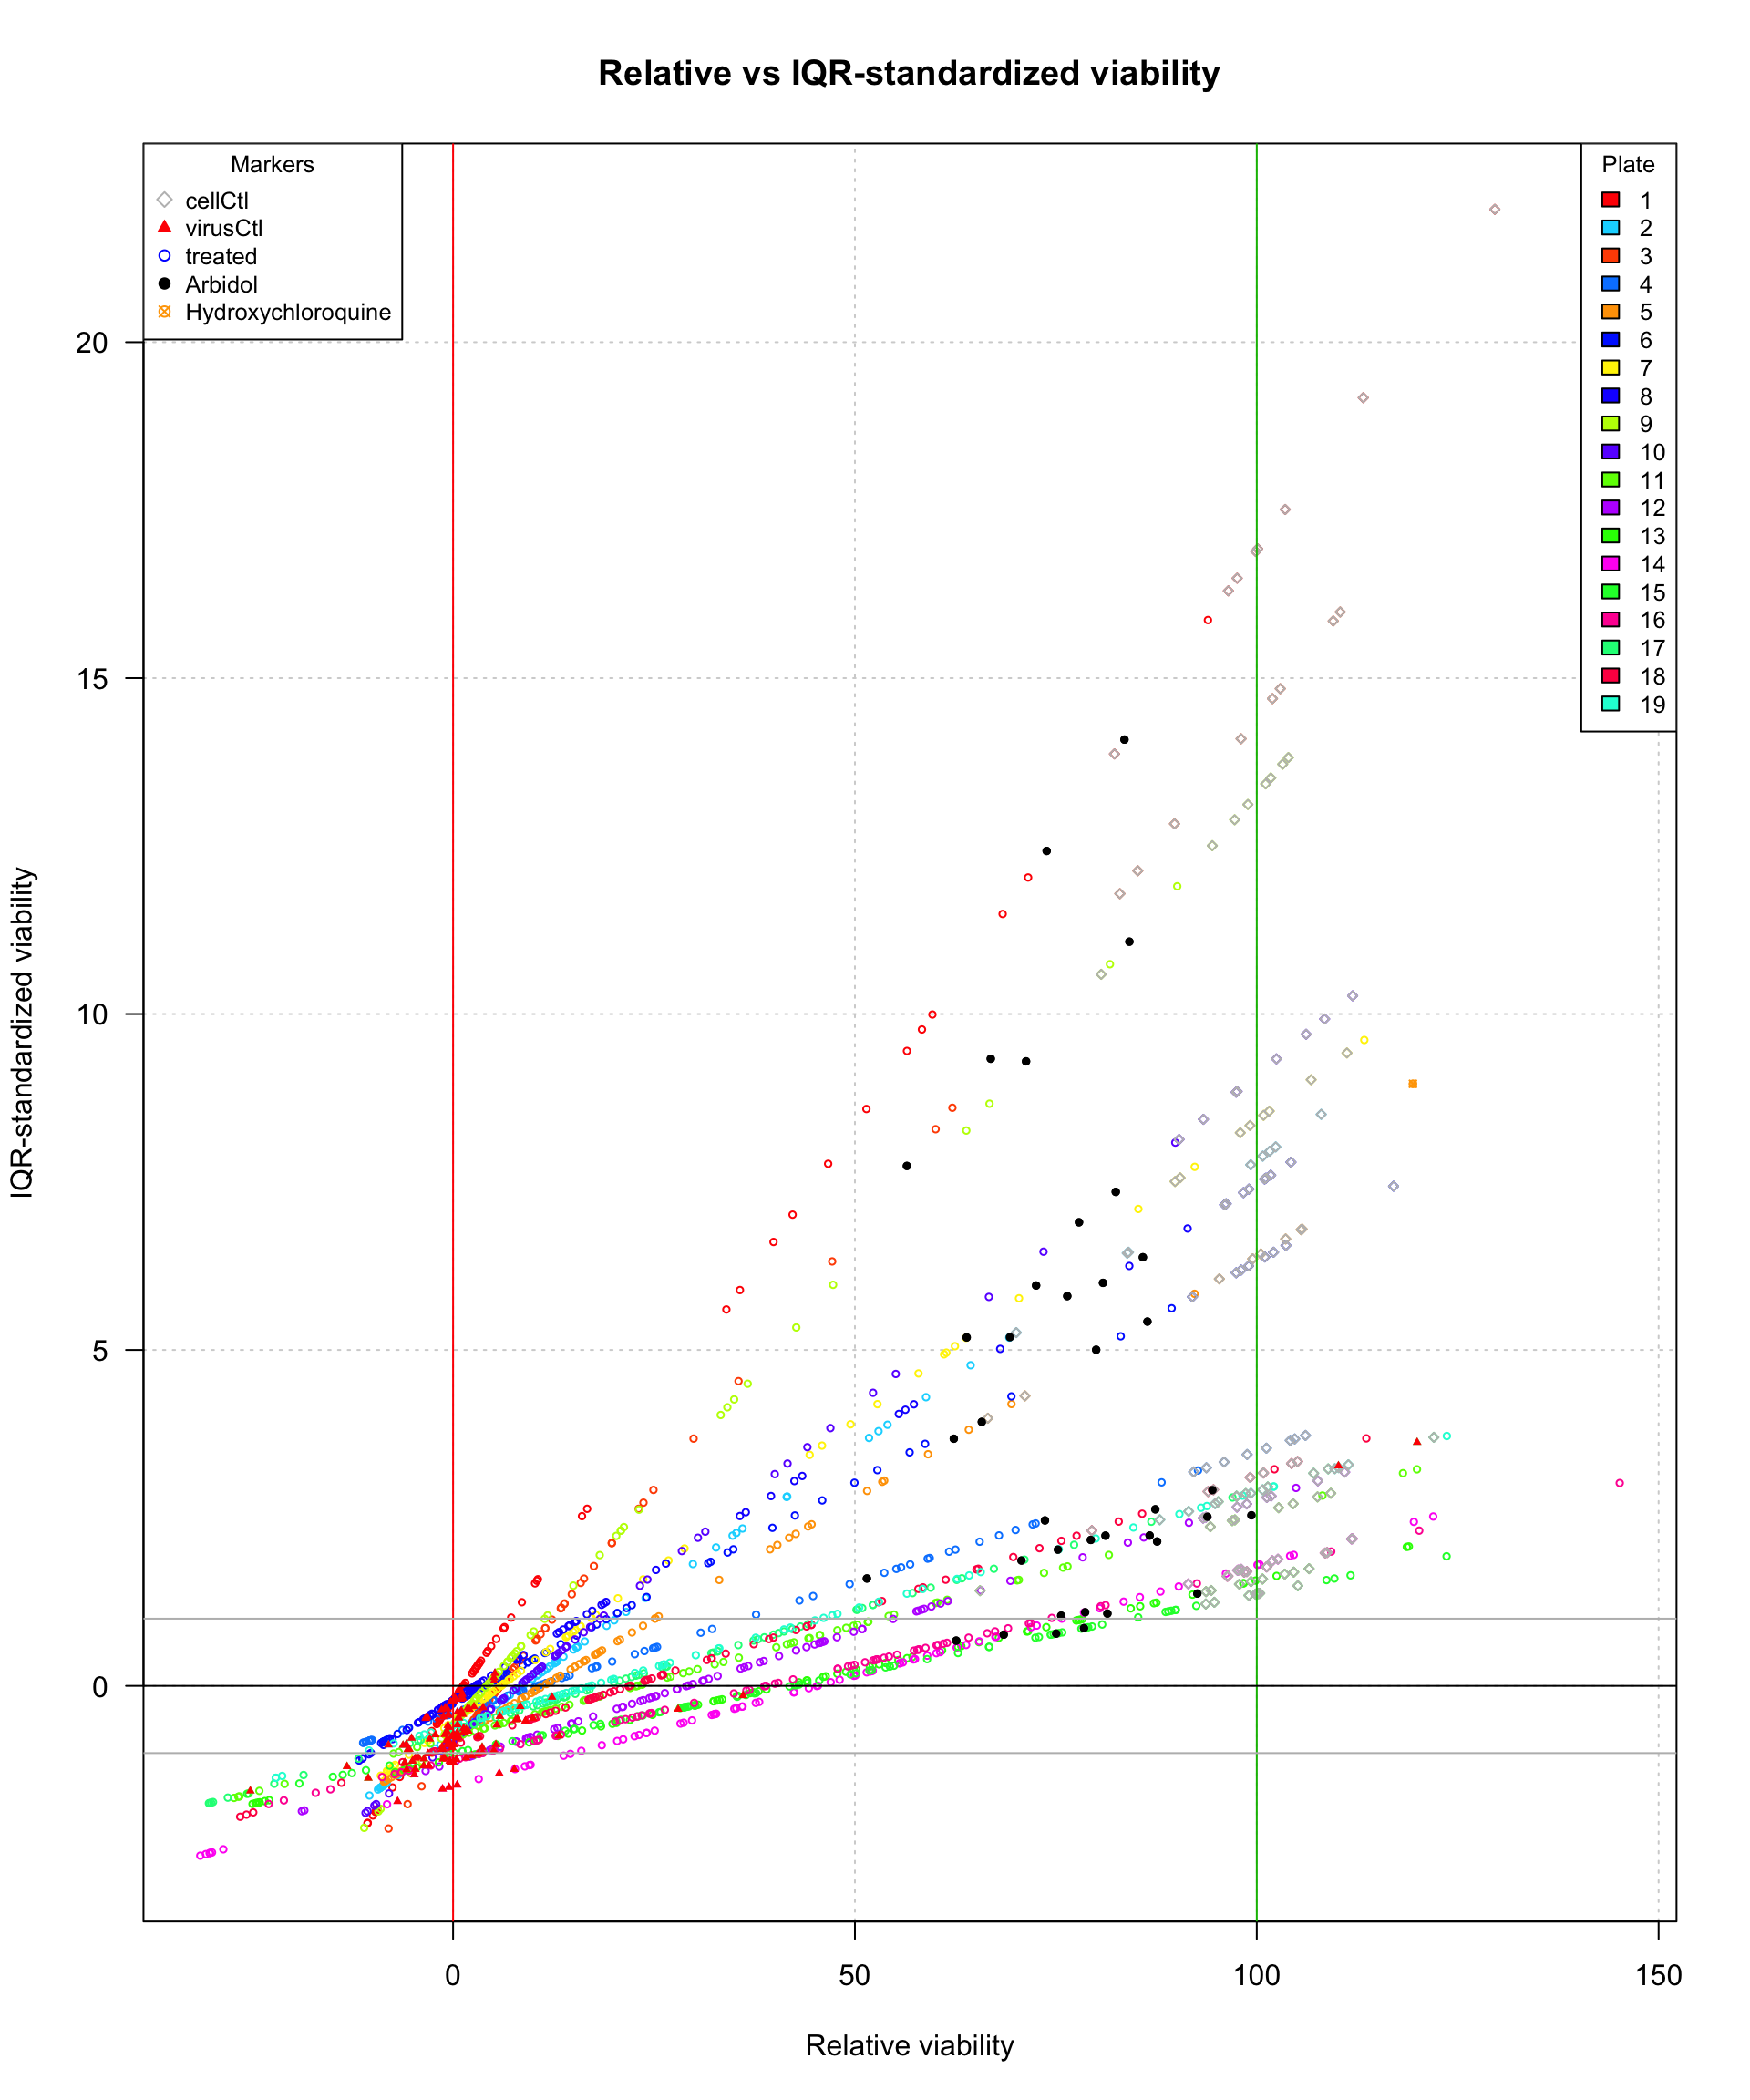 Relative vs IQR-standardized viability
Markers
cellCtl
virusCtl
treated
Arbidol
Hydroxychloroquine
Plate
1
2
3
4
5
6
7
8
9
10
11
12
13
14
15
16
17
18
19
IQR-standardized viability
20
15
10
5
0
0
50
100
150
Relative viability